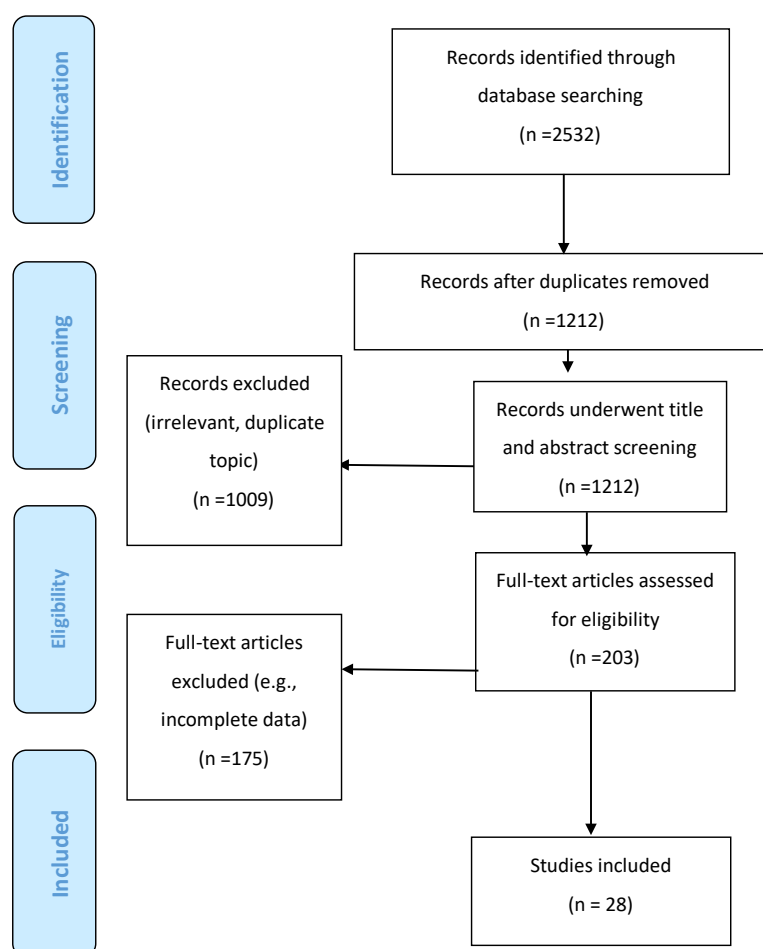 Identification
Records identified through
database searching
(n =2532)
Records after duplicates removed
(n =1212)
Screening
Records excluded
(irrelevant, duplicate
topic)
(n =1009)
Records underwent title
and abstract screening
(n =1212)
Eligibility
Full-text articles assessed
for eligibility
(n =203)
Full-text articles
excluded (e.g.,
incomplete data)
(n =175)
Included
Studies included
(n = 28)